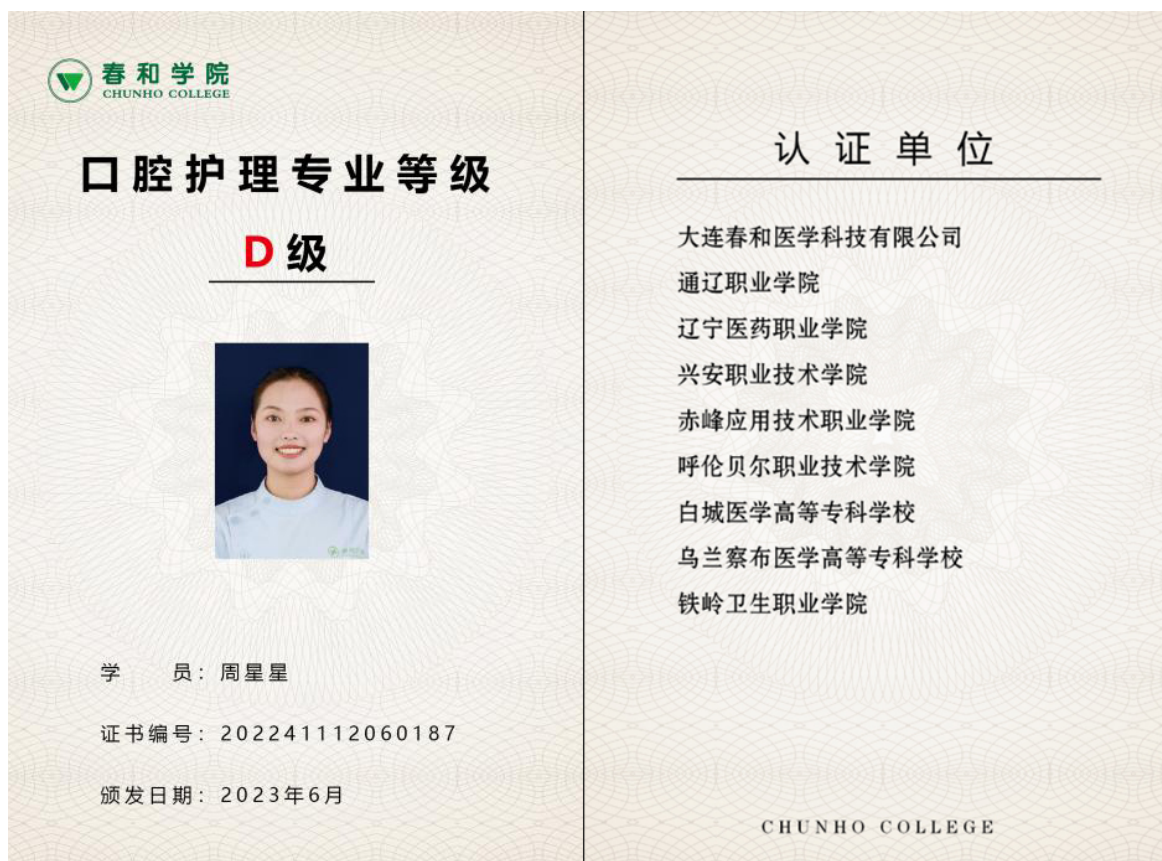 春和学院
CHUNHO COLLEGE
口腔护理专业等级
D级
学 员：周星星
证书编号：202241112060187
颁发日期：2023年6月
认证单位
大连春和医学科技有限公司
通辽职业学院
辽宁医药职业学院
兴安职业技术学院
赤峰应用技术职业学院
呼伦贝尔职业技术学院
白城医学高等专科学校
乌兰察布医学高等专科学校
铁岭卫生职业学院
CHUNHO COLLEGE